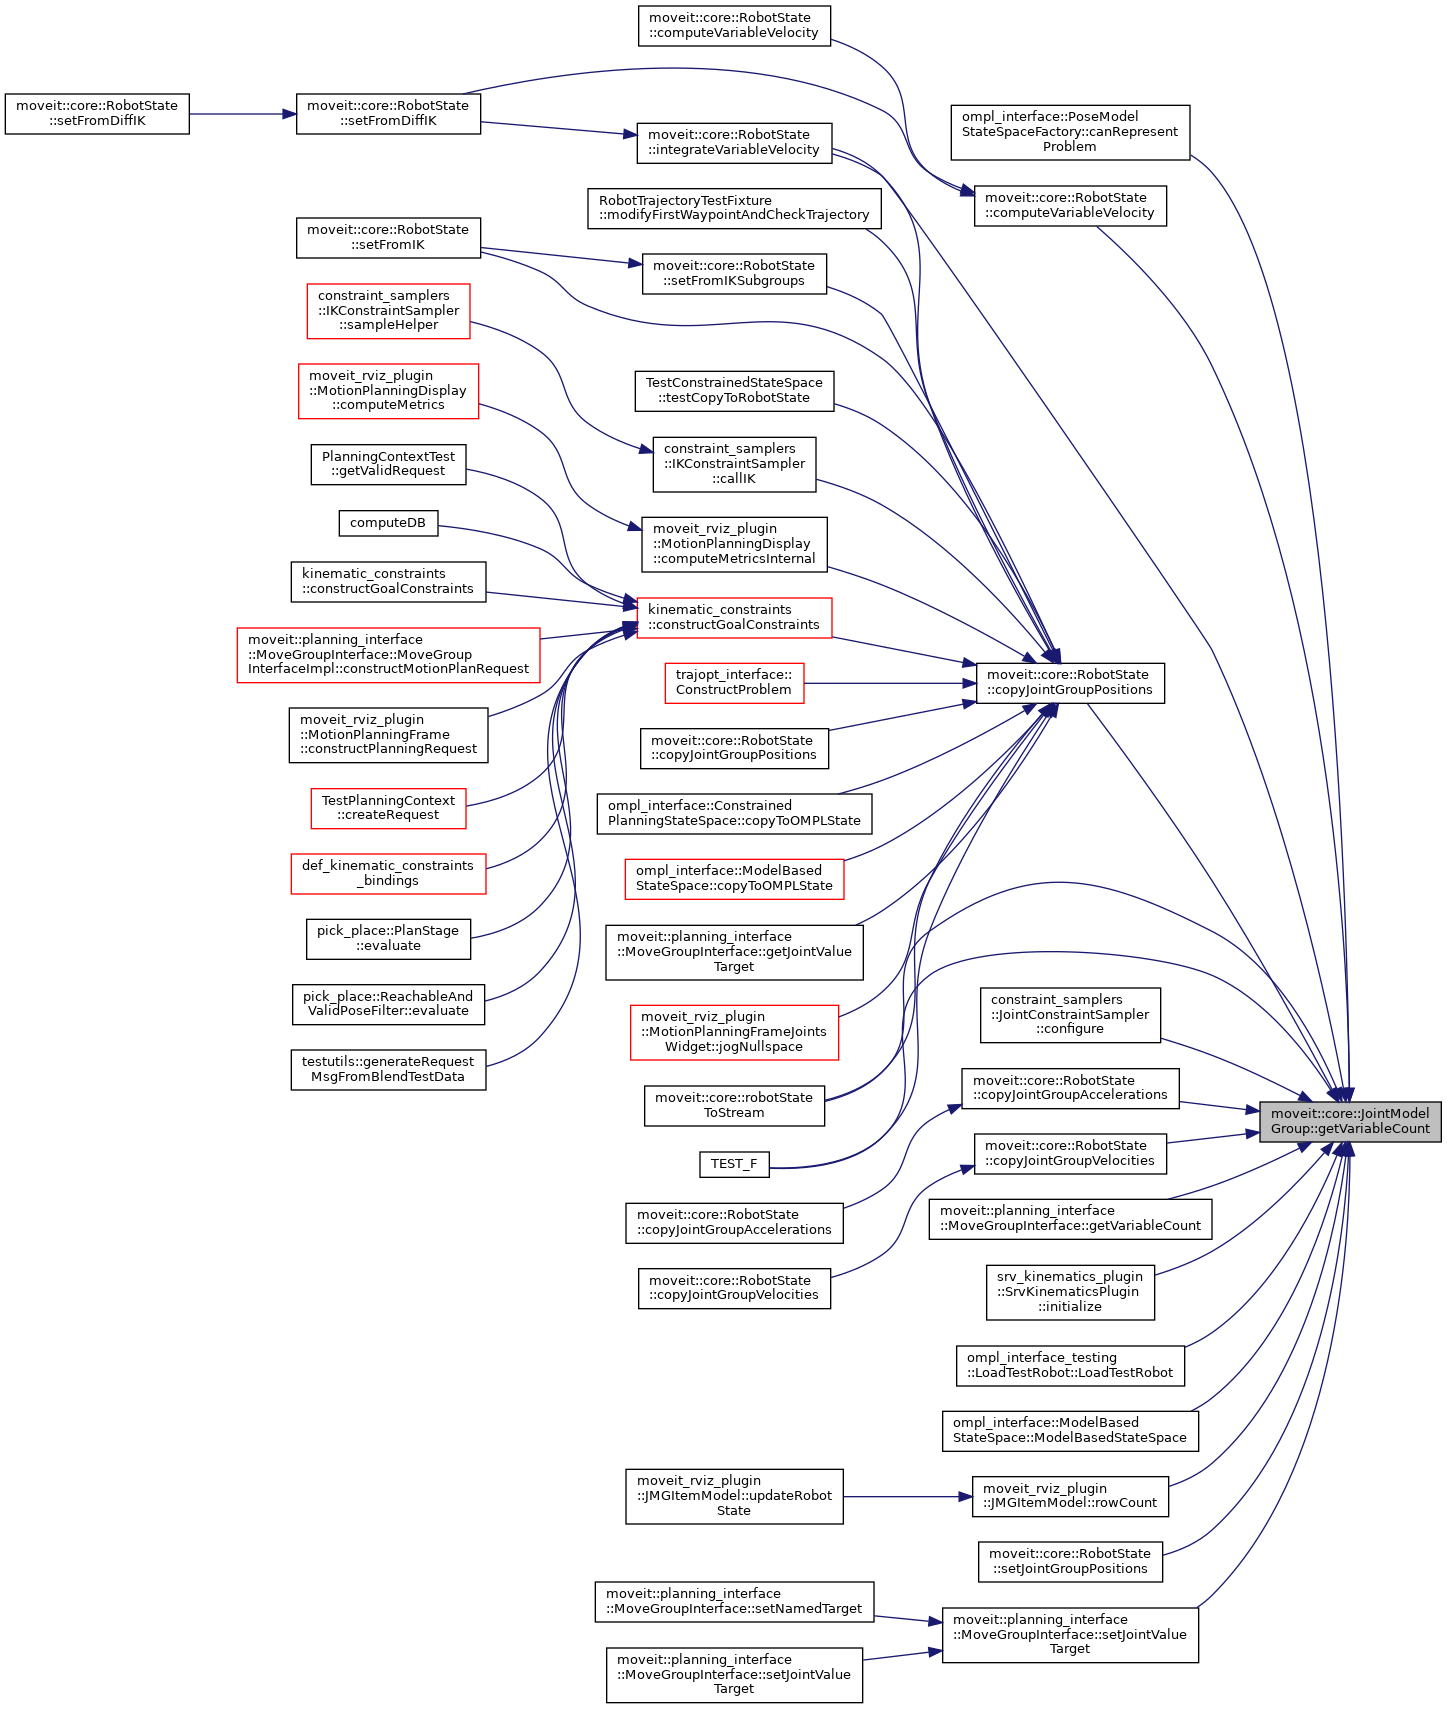 moveit::core::RobotState
::computeVariableVelocity
moveit::core::RobotState
::setFromDiffIK
moveit::core::RobotState
::setFromDiffIK
ompl_interface::PoseModel
StateSpaceFactory::canRepresent
Problem
moveit::core::RobotState
::integrateVariableVelocity
moveit::core::RobotState
::computeVariableVelocity
RobotTrajectoryTestFixture
::modifyFirstWaypointAndCheckTrajectory
moveit::core::RobotState
::setFromIK
moveit::core::RobotState
::setFromIKSubgroups
constraint_samplers
::IKConstraintSampler
::sampleHelper
moveit_rviz_plugin
::MotionPlanningDisplay
::computeMetrics
TestConstrainedStateSpace
::testCopyToRobotState
PlanningContextTest
::getValidRequest
constraint_samplers
::IKConstraintSampler
::callIK
computeDB
moveit_rviz_plugin
::MotionPlanningDisplay
::computeMetricsInternal
kinematic_constraints
::constructGoalConstraints
kinematic_constraints
::constructGoalConstraints
moveit::planning_interface
::MoveGroupInterface::MoveGroup
InterfaceImpl::constructMotionPlanRequest
trajopt_interface::
ConstructProblem
moveit::core::RobotState
::copyJointGroupPositions
moveit_rviz_plugin
::MotionPlanningFrame
::constructPlanningRequest
moveit::core::RobotState
::copyJointGroupPositions
TestPlanningContext
::createRequest
ompl_interface::Constrained
PlanningStateSpace::copyToOMPLState
def_kinematic_constraints
_bindings
ompl_interface::ModelBased
StateSpace::copyToOMPLState
pick_place::PlanStage
::evaluate
moveit::planning_interface
::MoveGroupInterface::getJointValue
Target
pick_place::ReachableAnd
ValidPoseFilter::evaluate
moveit_rviz_plugin
::MotionPlanningFrameJoints
Widget::jogNullspace
constraint_samplers
::JointConstraintSampler
::configure
testutils::generateRequest
MsgFromBlendTestData
moveit::core::robotState
ToStream
moveit::core::RobotState
::copyJointGroupAccelerations
moveit::core::JointModel
Group::getVariableCount
TEST_F
moveit::core::RobotState
::copyJointGroupVelocities
moveit::core::RobotState
::copyJointGroupAccelerations
moveit::planning_interface
::MoveGroupInterface::getVariableCount
moveit::core::RobotState
::copyJointGroupVelocities
srv_kinematics_plugin
::SrvKinematicsPlugin
::initialize
ompl_interface_testing
::LoadTestRobot::LoadTestRobot
ompl_interface::ModelBased
StateSpace::ModelBasedStateSpace
moveit_rviz_plugin
::JMGItemModel::updateRobot
State
moveit_rviz_plugin
::JMGItemModel::rowCount
moveit::core::RobotState
::setJointGroupPositions
moveit::planning_interface
::MoveGroupInterface::setNamedTarget
moveit::planning_interface
::MoveGroupInterface::setJointValue
Target
moveit::planning_interface
::MoveGroupInterface::setJointValue
Target